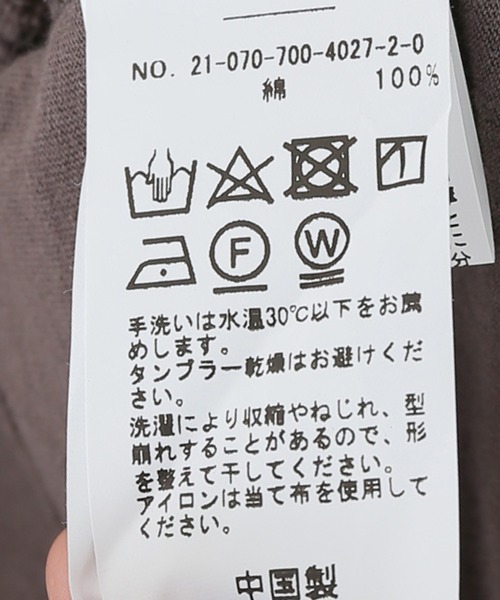 NO. 21-070-700-4027-2-0
綿 100%
F W
手洗いは水温30℃以下をお薦
めします。
タンブラー乾燥はお避けくだ
さい。
洗濯により収縮やねじれ、型
崩れすることがあるので、形
を整えて干してください。
アイロンは当て布を使用して
ください。
中国製